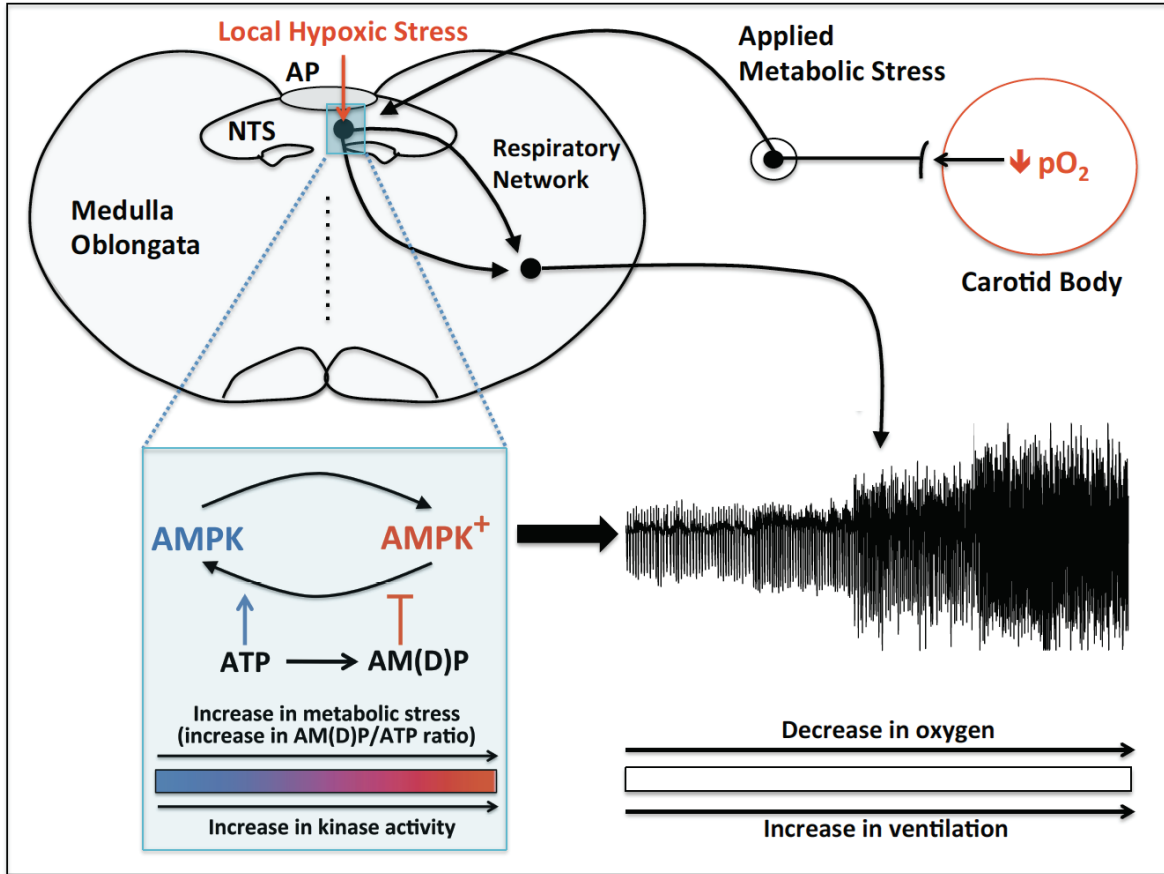 Local Hypoxic Stress
AP
NTS
Medulla
Oblongata
Respiratory
Network
Applied
Metabolic Stress
↓ pO₂
Carotid Body
AMPK
AMPK⁺
ATP
AM(D)P
Increase in metabolic stress
(increase in AM(D)P/ATP ratio)
Increase in kinase activity
Decrease in oxygen
Increase in ventilation